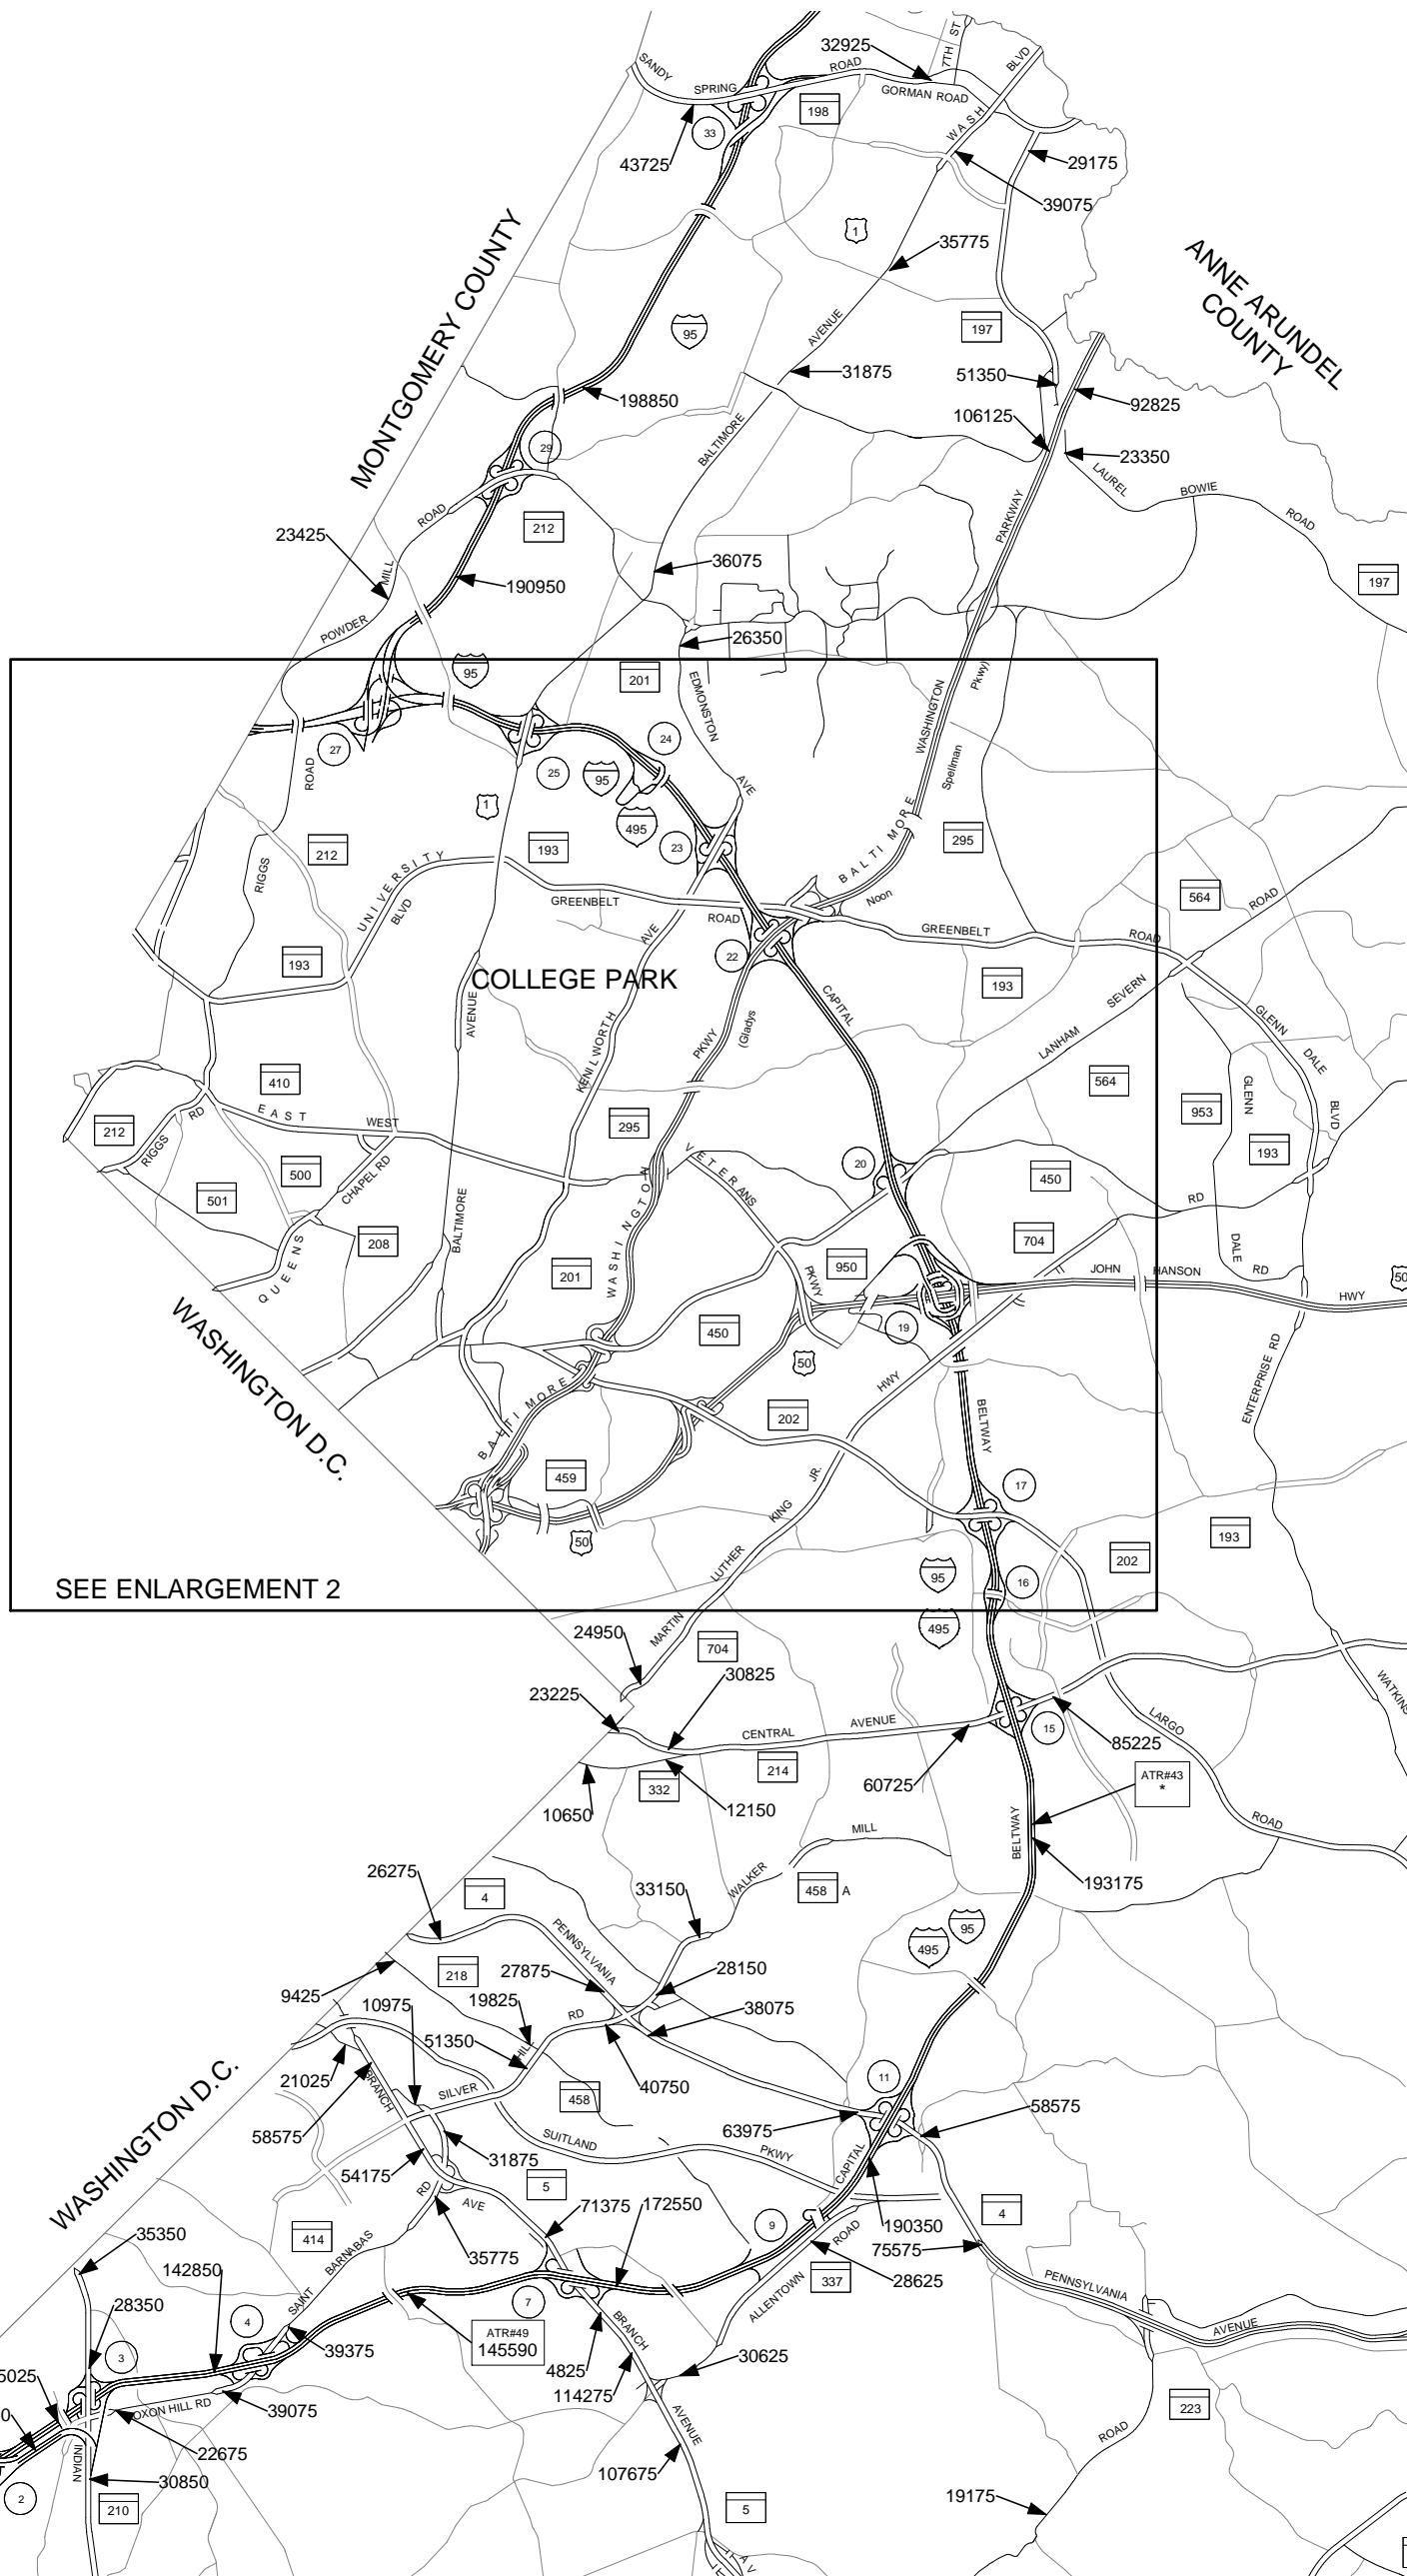 32925
7TH ST
BLVD
SANDY
SPRING
ROAD
GORMAN ROAD
WASH
198
33
43725
29175
39075
1
35775
MONTGOMERY COUNTY
ANNE ARUNDEL
COUNTY
95
197
AVENUE
31875
51350
92825
198850
106125
BALTIMORE
29
23350
LAUREL
BOWIE
ROAD
ROAD
212
PARKWAY
23425
36075
197
MILL
190950
POWDER
26350
95
201
EDMONSTON
Pkwy)
WASHINGTON
27
24
25
95
ROAD
AVE
Spellman
1
495
23
295
212
193
UNIVERSITY
BLVD
BALTIMORE
RIGGS
Noon
564
ROAD
GREENBELT
ROAD
GREENBELT
ROAD
AVE
22
193
COLLEGE PARK
193
CAPITAL
SEVERN
AVENUE
KENILWORTH
PKWY
(Gladys
LANHAM
GLENN
DALE
410
564
GLENN
BLVD
212
RD
EAST
WEST
295
953
193
RIGGS
500
CHAPEL RD
VETERANS
20
450
501
RD
BALTIMORE
208
704
DALE
QUEENS
WASHINGTON
201
PKWY
950
JOHN
HANSON
RD
50
HWY
WASHINGTON D.C.
450
19
50
ENTERPRISE RD
HWY
BALTIMORE
202
BELTWAY
459
JR.
17
KING
50
193
LUTHER
202
95
16
SEE ENLARGEMENT 2
24950
MARTIN
704
495
30825
23225
WATKINS
CENTRAL
AVENUE
LARGO
15
85225
60725
214
332
ATR#43
*
10650
12150
BELTWAY
ROAD
MILL
26275
4
33150
WALKER
458
A
193175
95
495
PENNSYLVANIA
218
27875
28150
9425
10975
19825
38075
RD
51350
HILL
21025
11
BRANCH
SILVER
40750
58575
458
58575
63975
SUITLAND
PKWY
31875
54175
CAPITAL
WASHINGTON D.C.
RD
5
AVE
71375
172550
9
4
35350
414
BARNABAS
190350
ROAD
75575
142850
35775
28625
PENNSYLVANIA
337
ALLENTOWN
28350
SAINT
7
4
BRANCH
AVENUE
3
39375
ATR#49
145590
4825
30625
114275
39075
OXON HILL RD
AVENUE
223
22675
ROAD
INDIAN
107675
30850
2
210
5
19175